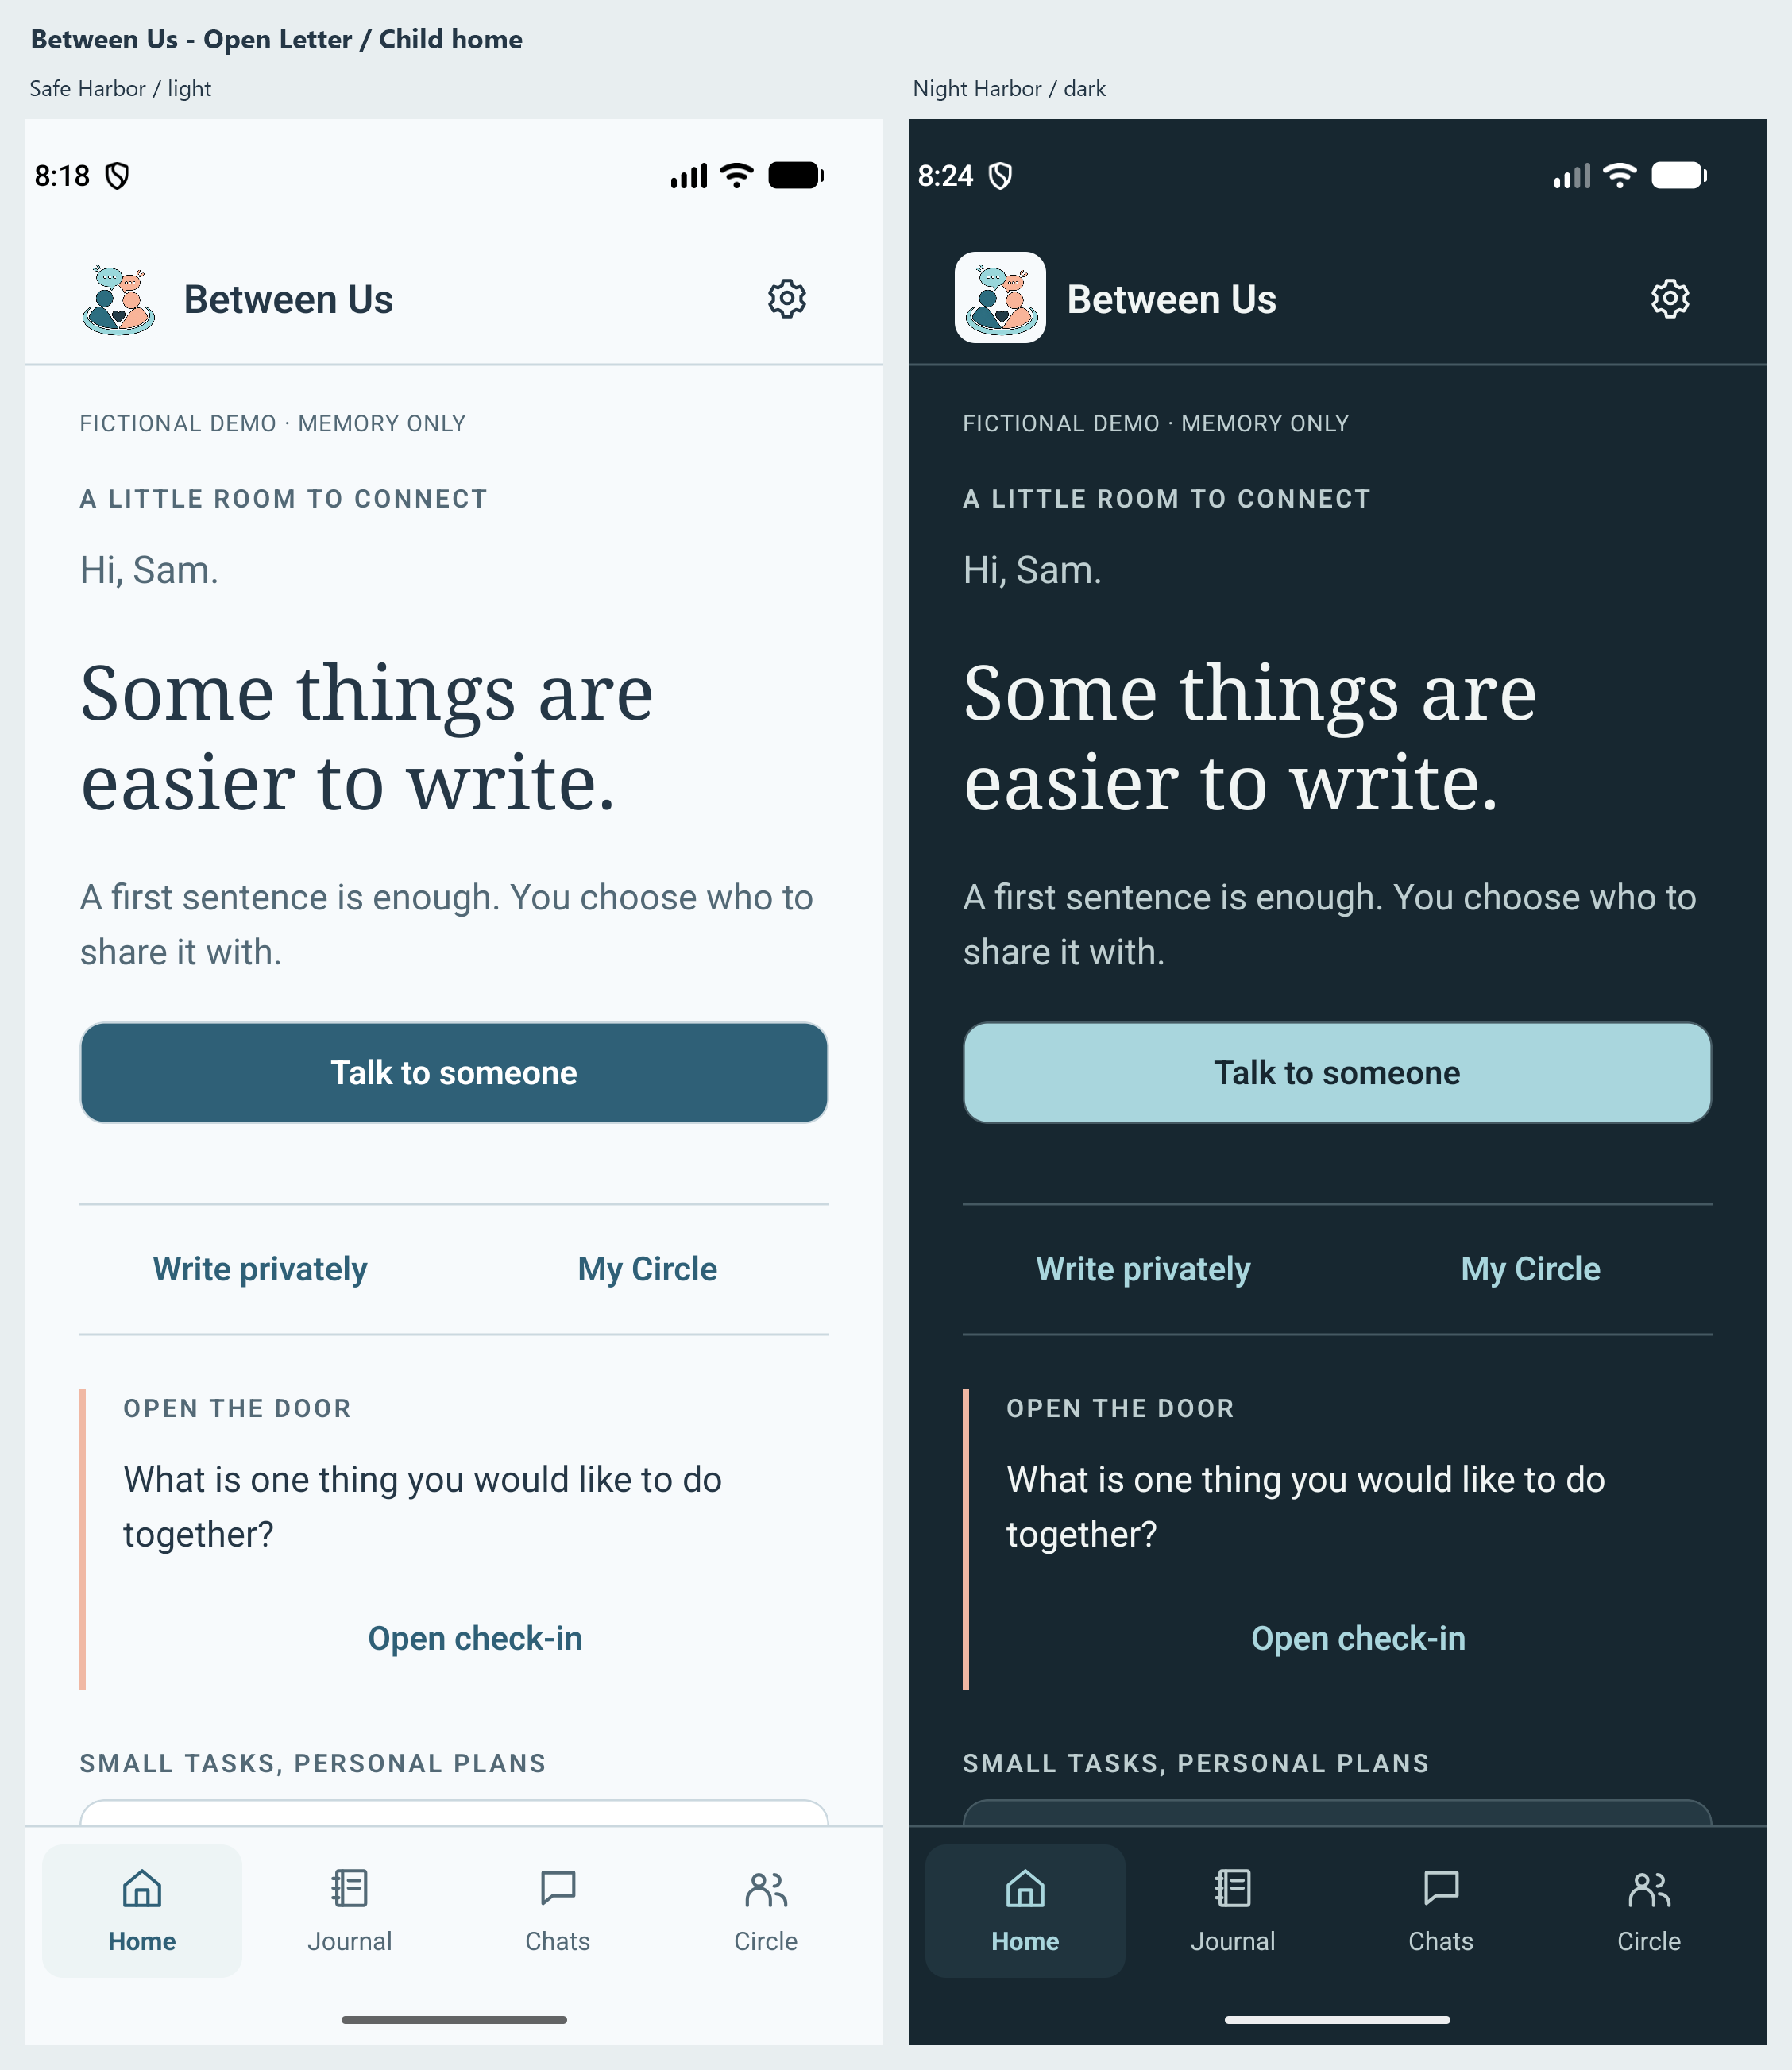 Between Us - Open Letter / Child home
Safe Harbor / light
8:18
Between Us
FICTIONAL DEMO · MEMORY ONLY
A LITTLE ROOM TO CONNECT
Hi, Sam.
Some things are
easier to write.
A first sentence is enough. You choose who to
share it with.
Talk to someone
Write privately
My Circle
OPEN THE DOOR
What is one thing you would like to do
together?
Open check-in
SMALL TASKS, PERSONAL PLANS
Home
Journal
Chats
Circle
Night Harbor / dark
8:24
Between Us
FICTIONAL DEMO · MEMORY ONLY
A LITTLE ROOM TO CONNECT
Hi, Sam.
Some things are
easier to write.
A first sentence is enough. You choose who to
share it with.
Talk to someone
Write privately
My Circle
OPEN THE DOOR
What is one thing you would like to do
together?
Open check-in
SMALL TASKS, PERSONAL PLANS
Home
Journal
Chats
Circle